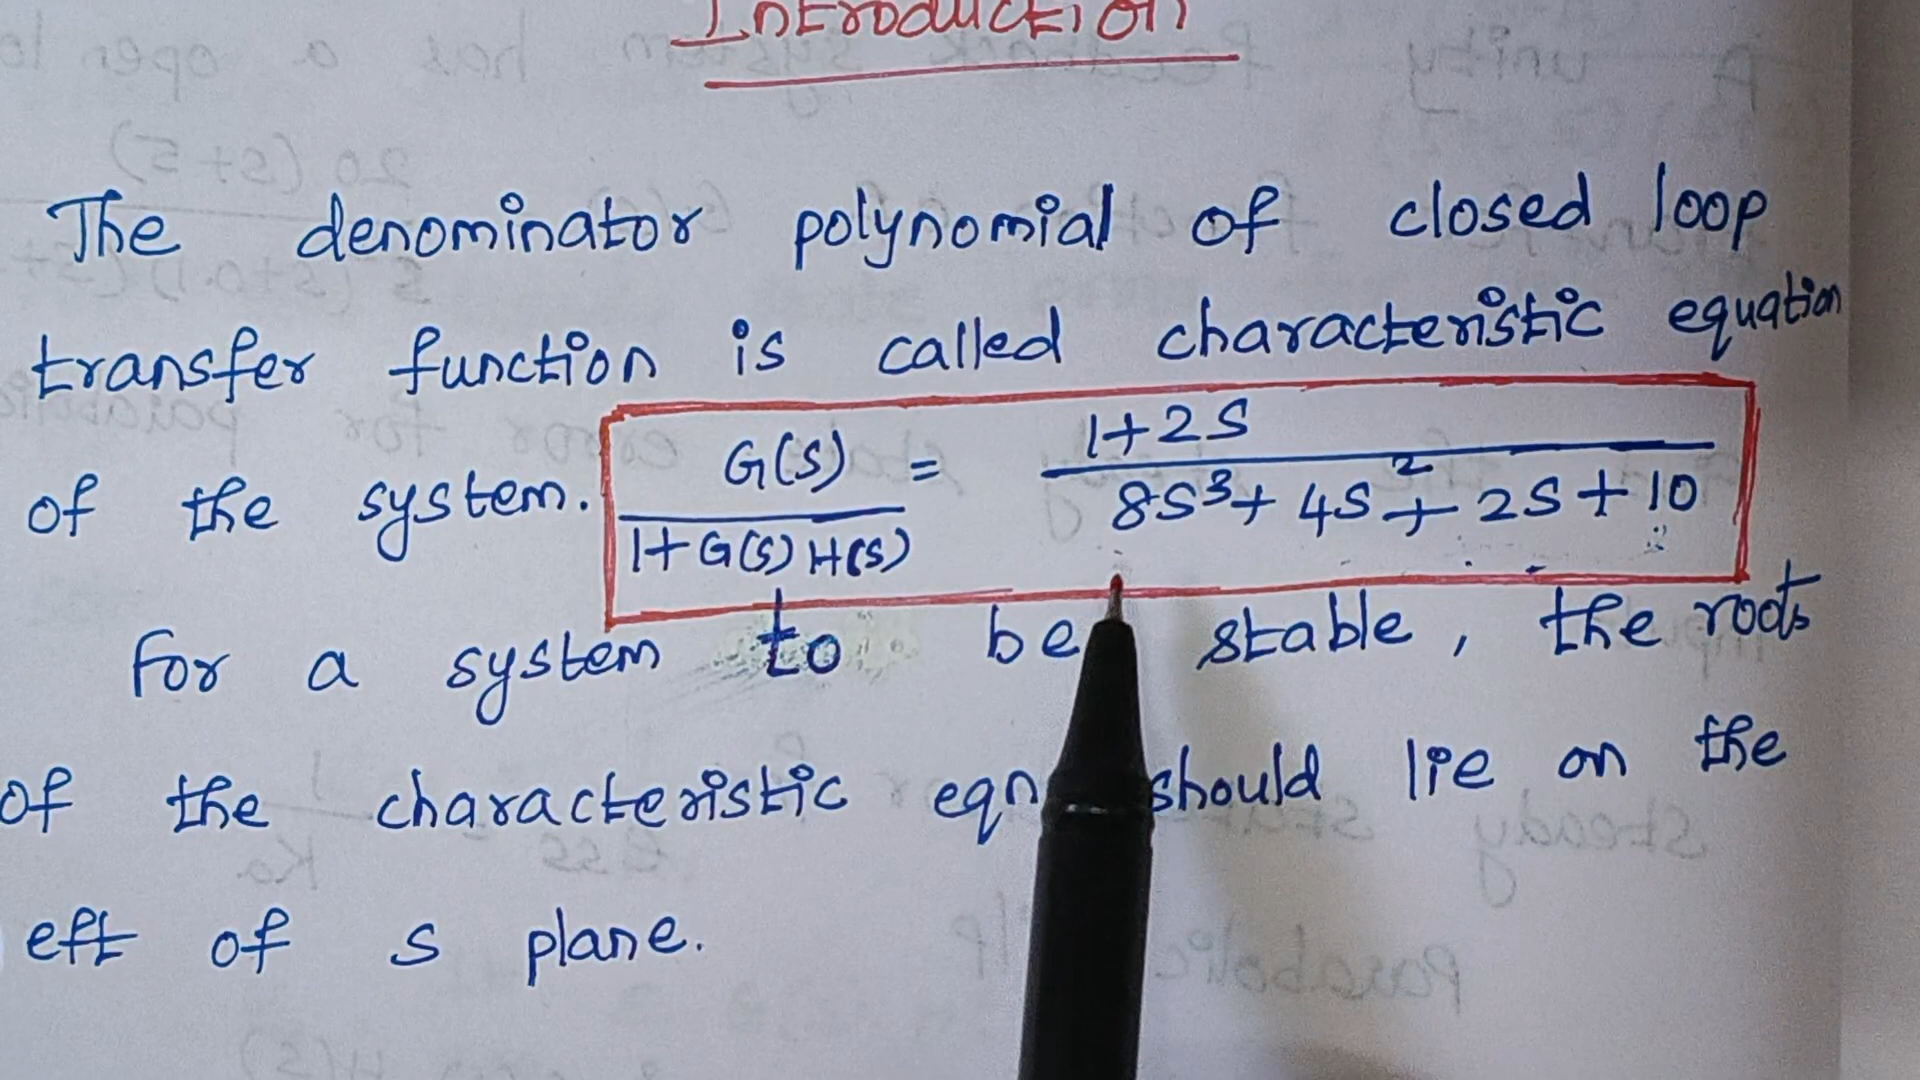 Introduction
The denominator polynomial of closed loop
transfer function is called characteristic equation
of the system. G(s) / 1+G(s)H(s) = 1+2S / 8S³+4S²+2S+10
For a system to be stable, the roots
of the characteristic eqn should lie on the
eft of s plane.